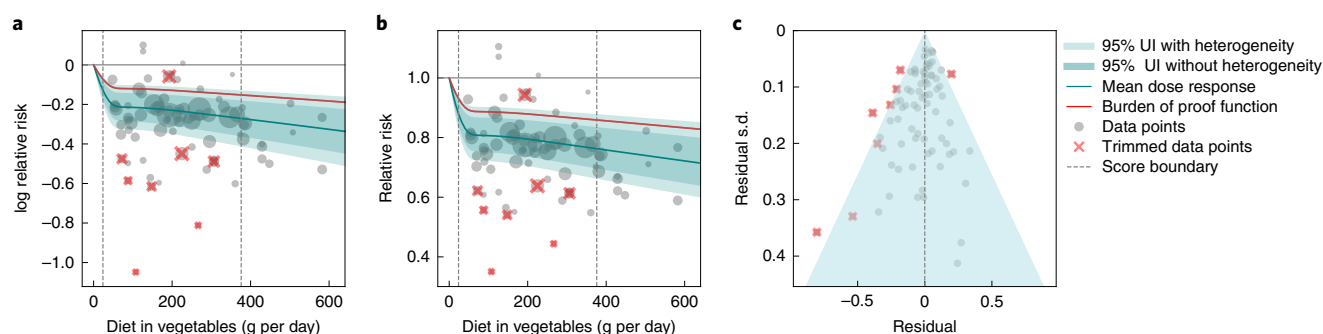 a
0
−0.2
−0.4
−0.6
−0.8
−1.0
log relative risk
0 200 400 600
Diet in vegetables (g per day)
b
1.0
0.8
0.6
0.4
Relative risk
0 200 400 600
Diet in vegetables (g per day)
c
0
0.1
0.2
0.3
0.4
Residual s.d.
−0.5 0 0.5
Residual
95% UI with heterogeneity
95% UI without heterogeneity
Mean dose response
Burden of proof function
Data points
Trimmed data points
Score boundary